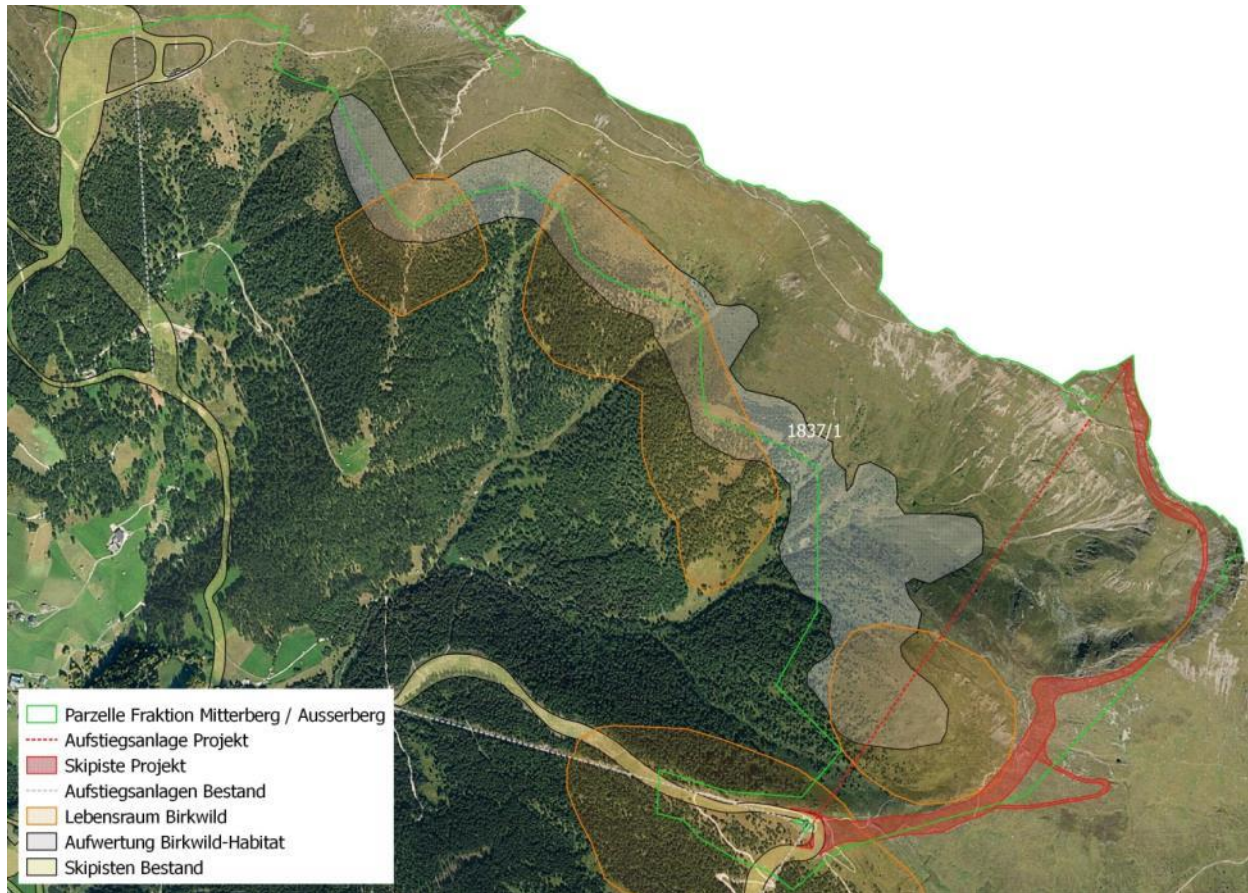 1837/1
Parzelle Fraktion Mitterberg / Ausserberg
Aufstiegsanlage Projekt
Skipiste Projekt
Aufstiegsanlagen Bestand
Lebensraum Birkwild
Aufwertung Birkwild-Habitat
Skipisten Bestand